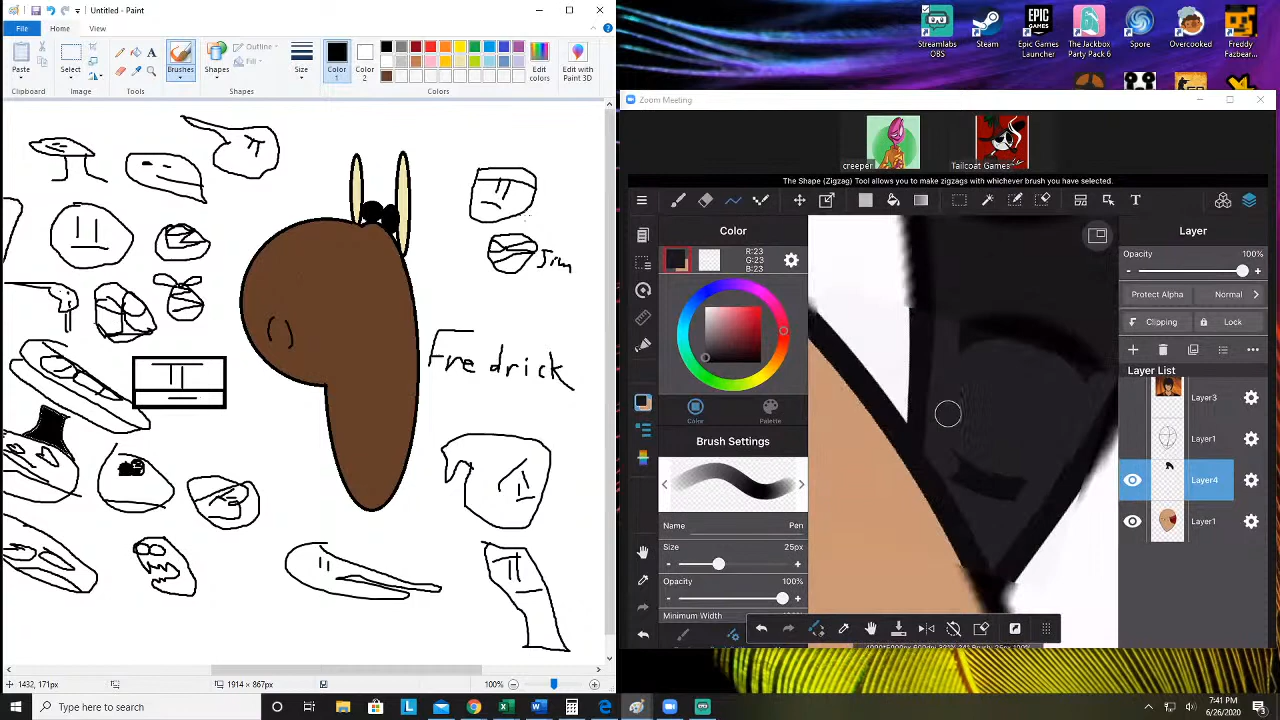 Untitled - Paint
File
Home
View
Paste
Select
Brushes
Shapes
Outline
Fill
Size
Color
1
Color
2
Edit
colors
Edit with
Paint 3D
Clipboard
Image
Tools
Shapes
Colors
Jrm
Fredrick
1432, 171px
1914 × 867px
100%
Streamlabs
OBS
Steam
Epic Games
Launcher
The Jackbox
Party Pack 6
Spore
Overcooked
Freddy
Fazbear...
Zoom Meeting
creeper
Tailcoat Games
The Shape (Zigzag) Tool allows you to make zigzags with whichever brush you have selected.
Color
R:23
G:23
B:23
Color
Palette
Brush Settings
Name
Pen
Size
25px
Opacity
100%
Minimum Width
Layer
Opacity
100%
Protect Alpha
Normal
Clipping
Lock
Layer List
Layer3
Layer1
Layer4
Layer1
Type here to search
7:41 PM
6/26/2020